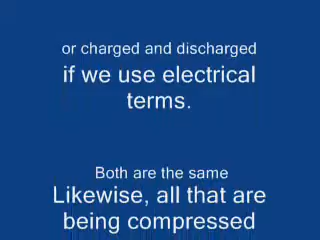 or charged and discharged
if we use electrical
terms.
Both are the same
Likewise, all that are
being compressed